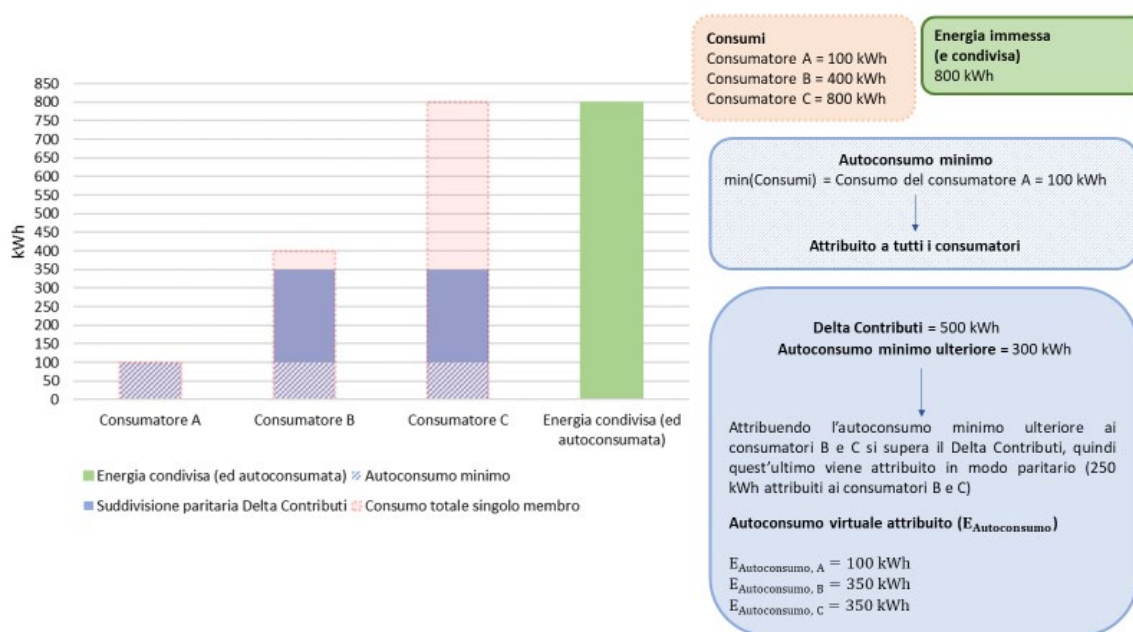 Consumi
Consumatore A = 100 kWh
Consumatore B = 400 kWh
Consumatore C = 800 kWh
Energia immessa
(e condivisa)
800 kWh
kWh
850
800
750
700
650
600
550
500
450
400
350
300
250
200
150
100
50
0
Consumatore A
Consumatore B
Consumatore C
Energia condivisa (ed
autoconsumata)
Energia condivisa (ed autoconsumata)
Autoconsumo minimo
Suddivisione paritaria Delta Contributi
Consumo totale singolo membro
Autoconsumo minimo
min(Consumi) = Consumo del consumatore A = 100 kWh
Attribuito a tutti i consumatori
Delta Contributi = 500 kWh
Autoconsumo minimo ulteriore = 300 kWh
Attribuendo l’autoconsumo minimo ulteriore ai
consumatori B e C si supera il Delta Contributi, quindi
quest’ultimo viene attribuito in modo paritario (250
kWh attribuiti ai consumatori B e C)
Autoconsumo virtuale attribuito (EAutoconsumo)
EAutoconsumo, A = 100 kWh
EAutoconsumo, B = 350 kWh
EAutoconsumo, C = 350 kWh